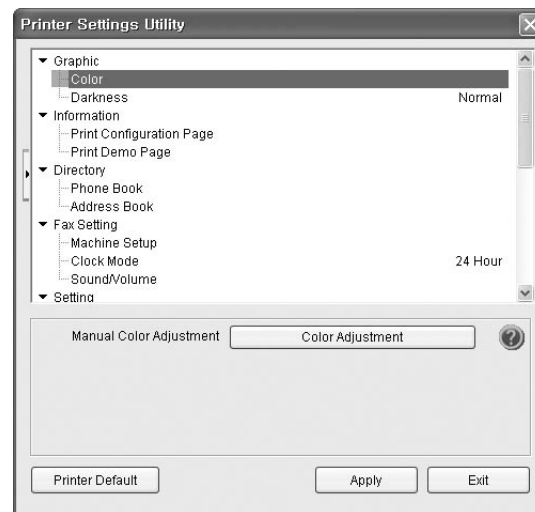 Printer Settings Utility
Graphic
Color
Darkness Normal
Information
Print Configuration Page
Print Demo Page
Directory
Phone Book
Address Book
Fax Setting
Machine Setup
Clock Mode 24 Hour
Sound/Volume
Setting
Manual Color Adjustment Color Adjustment ?
Printer Default Apply Exit